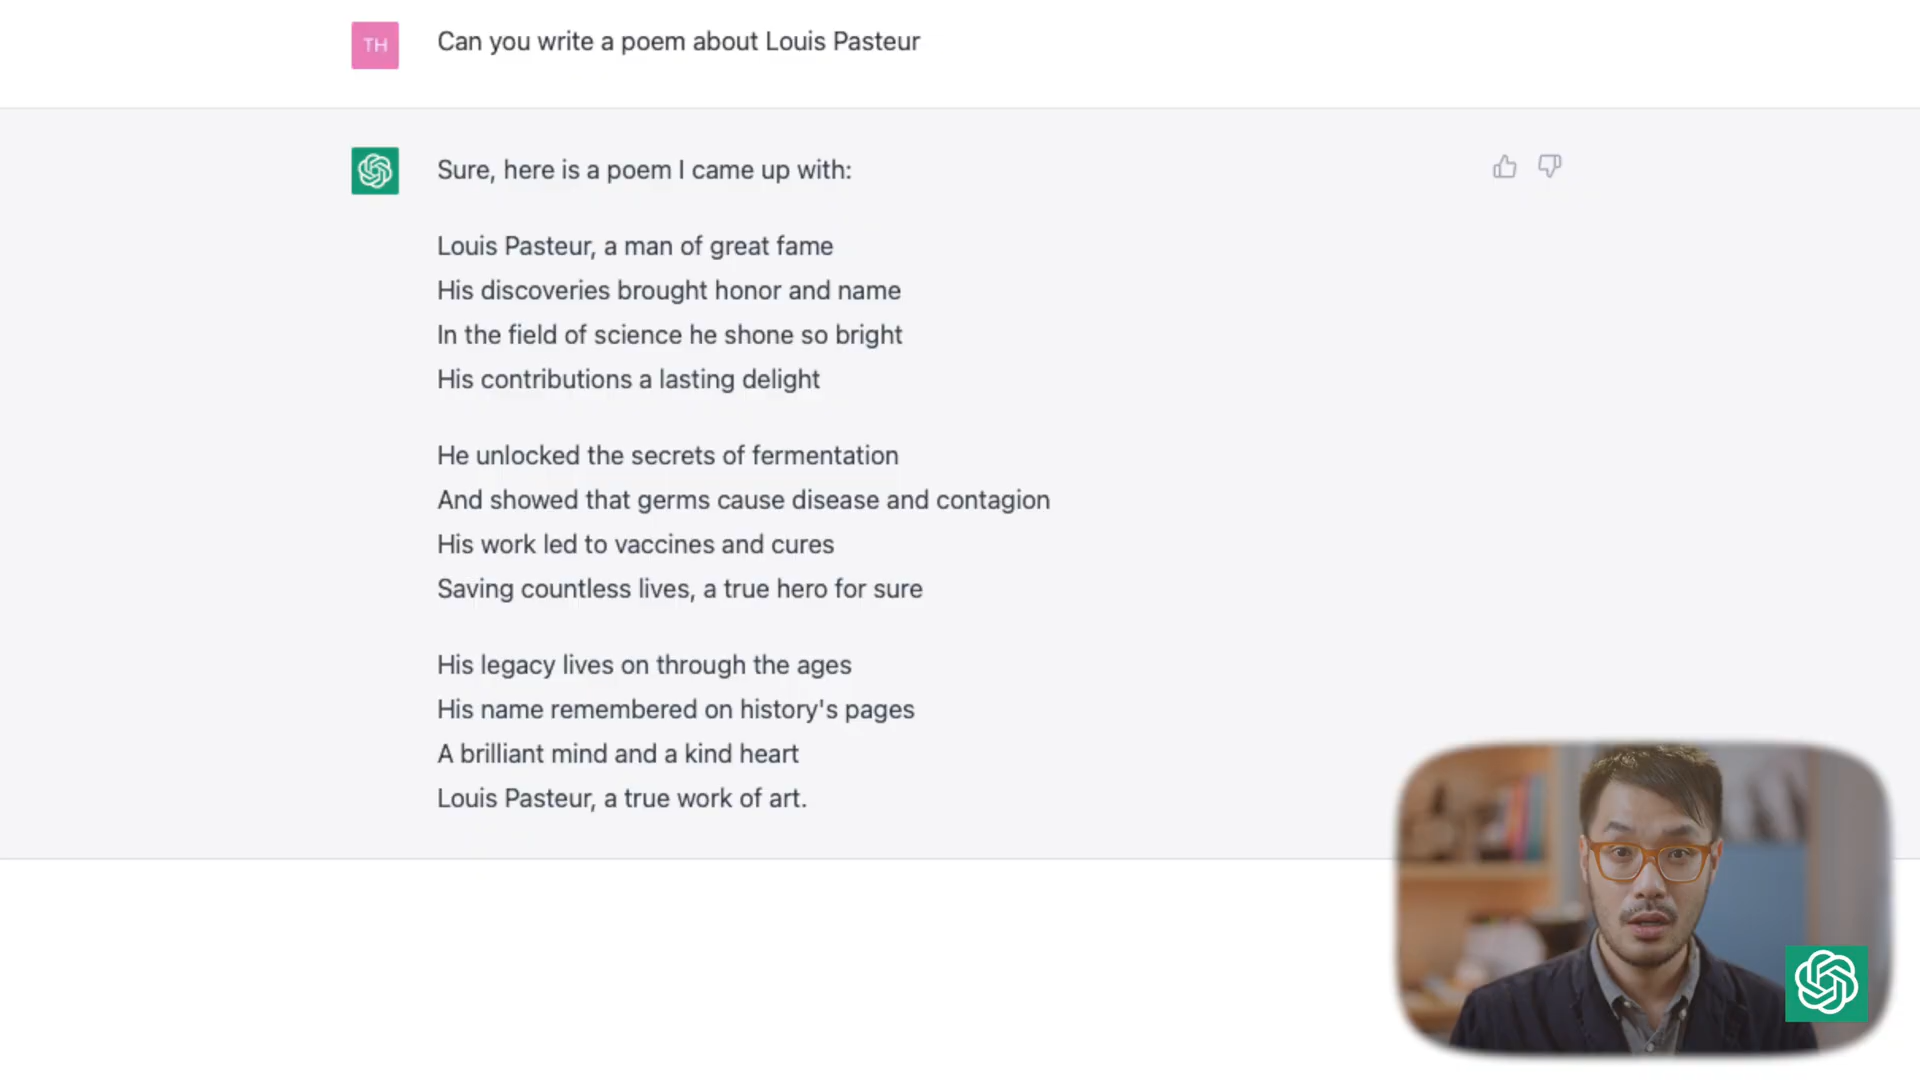 TH
Can you write a poem about Louis Pasteur
Sure, here is a poem I came up with:
Louis Pasteur, a man of great fame
His discoveries brought honor and name
In the field of science he shone so bright
His contributions a lasting delight
He unlocked the secrets of fermentation
And showed that germs cause disease and contagion
His work led to vaccines and cures
Saving countless lives, a true hero for sure
His legacy lives on through the ages
His name remembered on history's pages
A brilliant mind and a kind heart
Louis Pasteur, a true work of art.